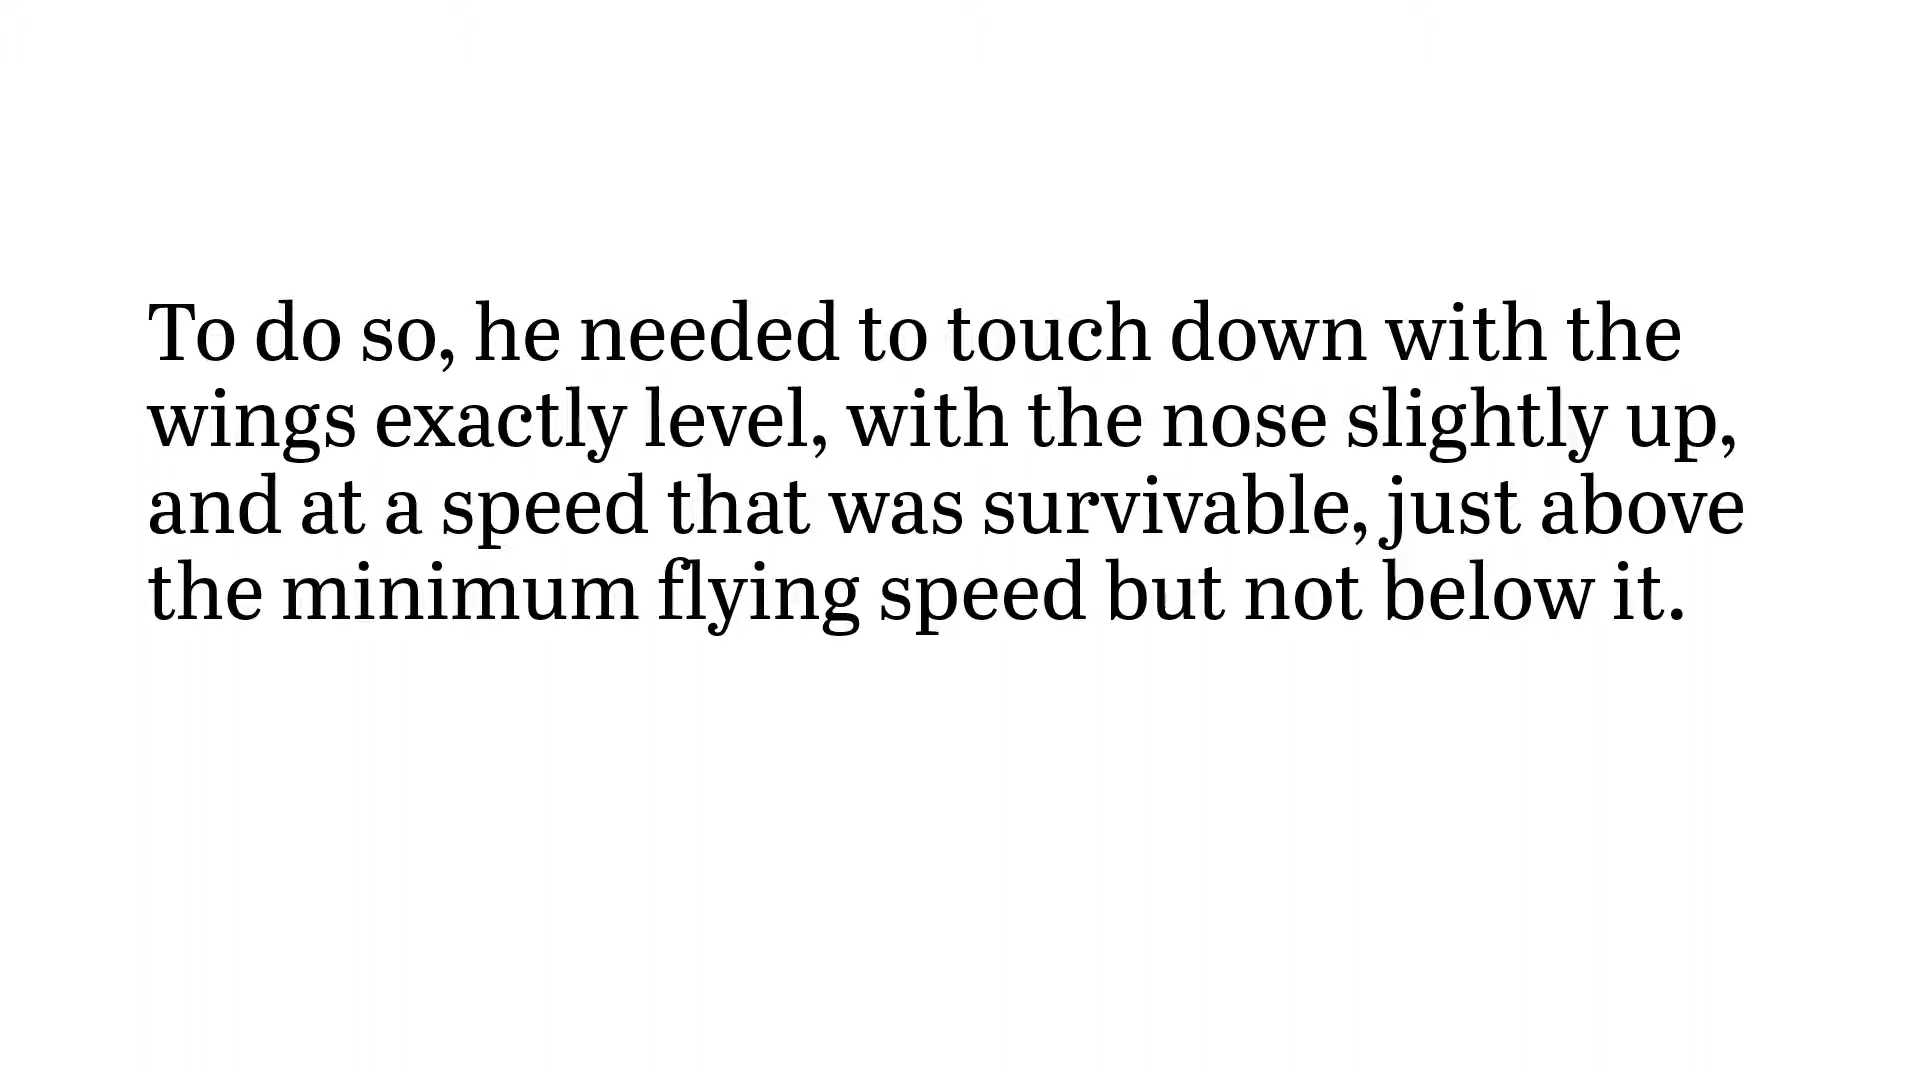 To do so, he needed to touch down with the
wings exactly level, with the nose slightly up,
and at a speed that was survivable, just above
the minimum flying speed but not below it.